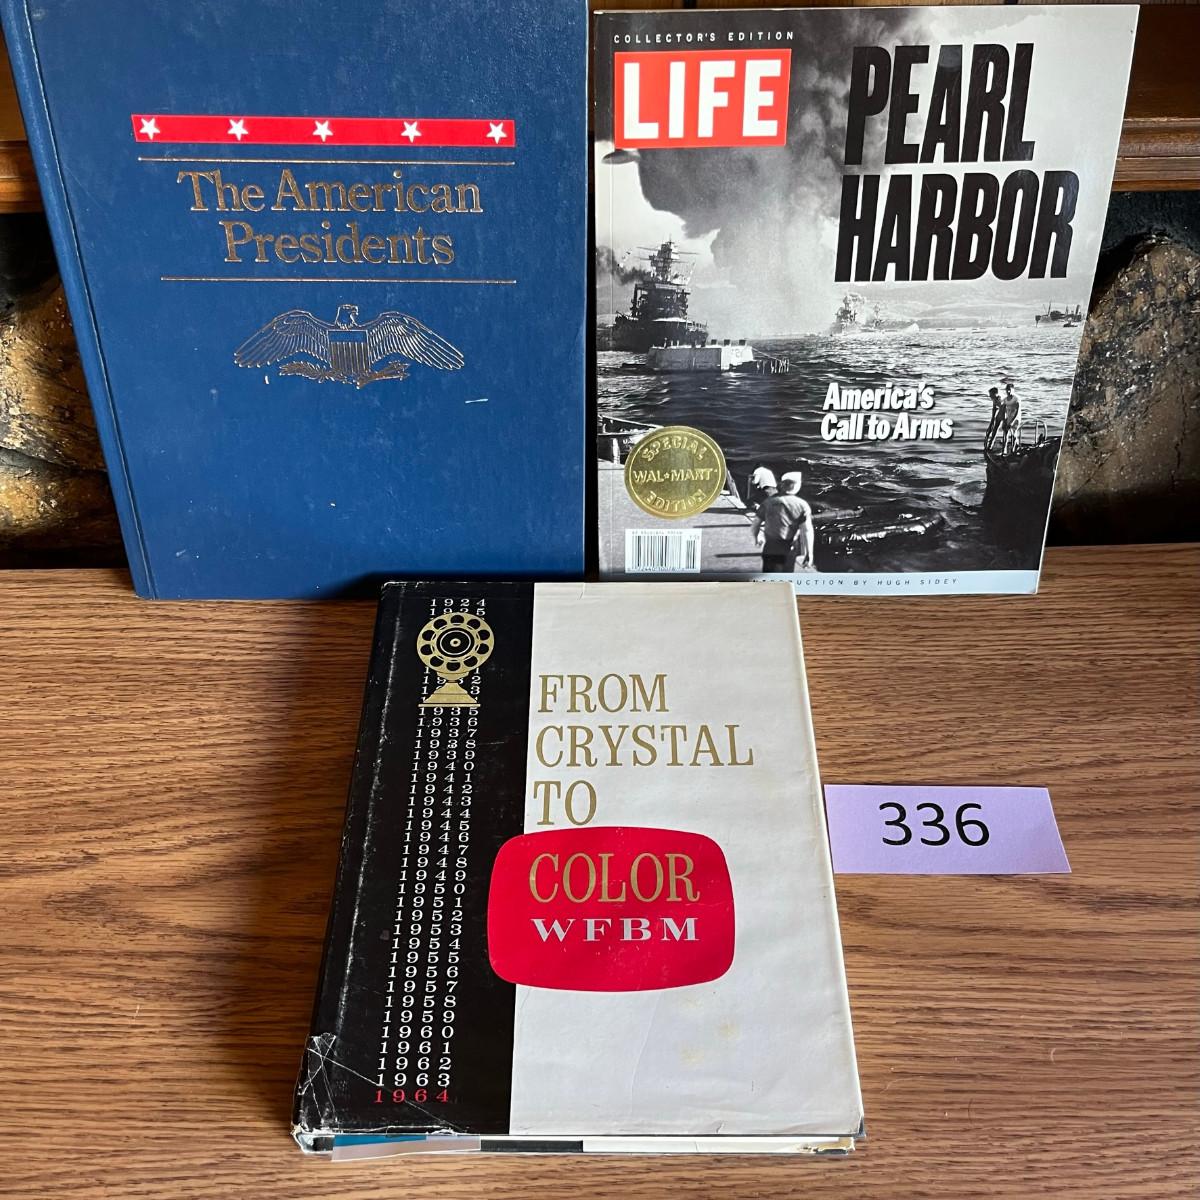 The American
Presidents
COLLECTOR'S EDITION
LIFE
PEARL
HARBOR
America's
Call to Arms
SPECIAL
WAL★MART
EDITION
BY HUGH SIDEY
1924
FROM
CRYSTAL
TO
COLOR
WFBM
1935
1936
1937
1938
1939
1940
1941
1942
1943
1944
1945
1946
1947
1948
1949
1950
1951
1952
1953
1954
1955
1956
1957
1958
1959
1960
1961
1962
1963
1964
336